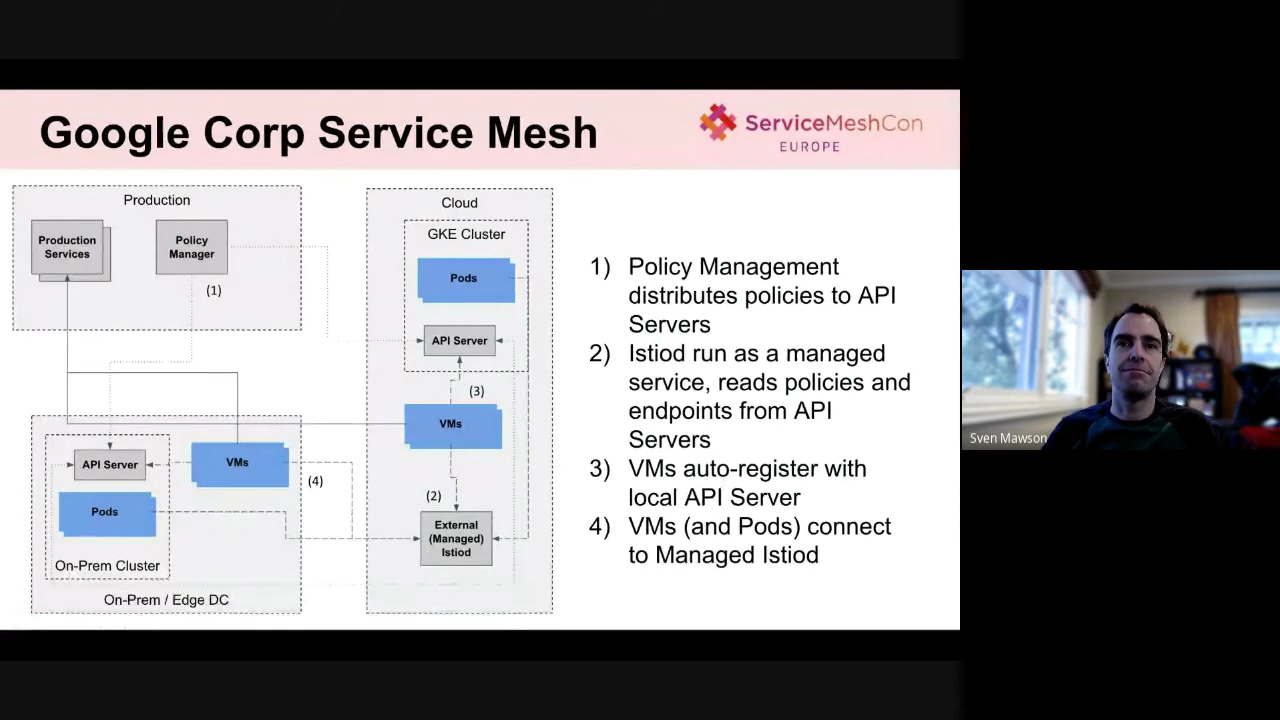 Google Corp Service Mesh
ServiceMeshCon
EUROPE
Production
Production
Services
Policy
Manager
(1)
Cloud
GKE Cluster
Pods
API Server
(3)
VMs
(2)
External
(Managed)
Istiod
API Server
VMs
(4)
Pods
On-Prem Cluster
On-Prem / Edge DC
1) Policy Management
distributes policies to API
Servers
2) Istiod run as a managed
service, reads policies and
endpoints from API
Servers
3) VMs auto-register with
local API Server
4) VMs (and Pods) connect
to Managed Istiod
Sven Mawson